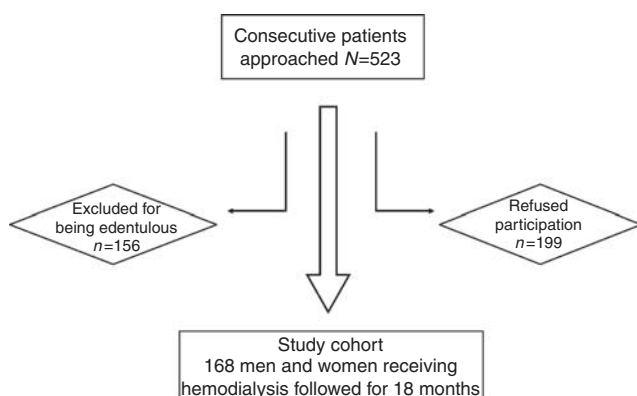 Consecutive patients
approached N=523
Excluded for
being edentulous
n=156
Refused
participation
n=199
Study cohort
168 men and women receiving
hemodialysis followed for 18 months